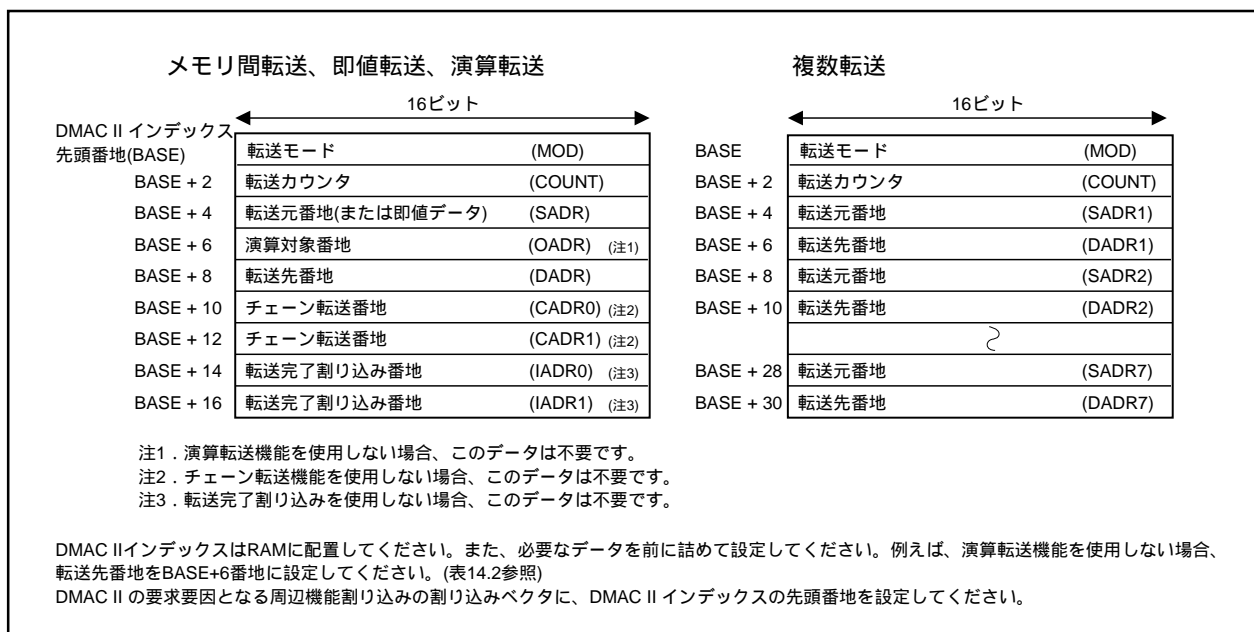 メモリ間転送、即値転送、演算転送
16ビット
DMAC II インデックス
先頭番地(BASE) 転送モード (MOD)
BASE + 2 転送カウンタ (COUNT)
BASE + 4 転送元番地(または即値データ) (SADR)
BASE + 6 演算対象番地 (OADR) (注1)
BASE + 8 転送先番地 (DADR)
BASE + 10 チェーン転送番地 (CADR0) (注2)
BASE + 12 チェーン転送番地 (CADR1) (注2)
BASE + 14 転送完了割り込み番地 (IADR0) (注3)
BASE + 16 転送完了割り込み番地 (IADR1) (注3)
複数転送
16ビット
BASE 転送モード (MOD)
BASE + 2 転送カウンタ (COUNT)
BASE + 4 転送元番地 (SADR1)
BASE + 6 転送先番地 (DADR1)
BASE + 8 転送元番地 (SADR2)
BASE + 10 転送先番地 (DADR2)
BASE + 28 転送元番地 (SADR7)
BASE + 30 転送先番地 (DADR7)
注1．演算転送機能を使用しない場合、このデータは不要です。
注2．チェーン転送機能を使用しない場合、このデータは不要です。
注3．転送完了割り込みを使用しない場合、このデータは不要です。
DMAC IIインデックスはRAMに配置してください。また、必要なデータを前に詰めて設定してください。例えば、演算転送機能を使用しない場合、
転送先番地をBASE+6番地に設定してください。(表14.2参照)
DMAC II の要求要因となる周辺機能割り込みの割り込みベクタに、DMAC II インデックスの先頭番地を設定してください。